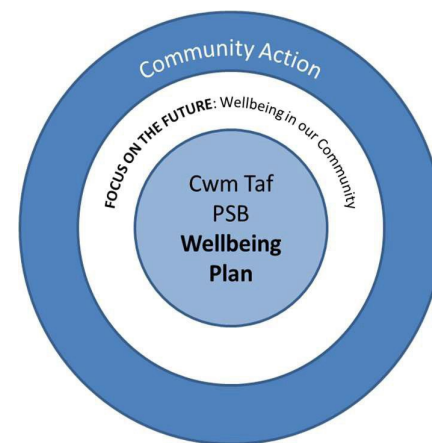 Community Action
FOCUS ON THE FUTURE: Wellbeing in our Community
Cwm Taf
PSB
Wellbeing
Plan